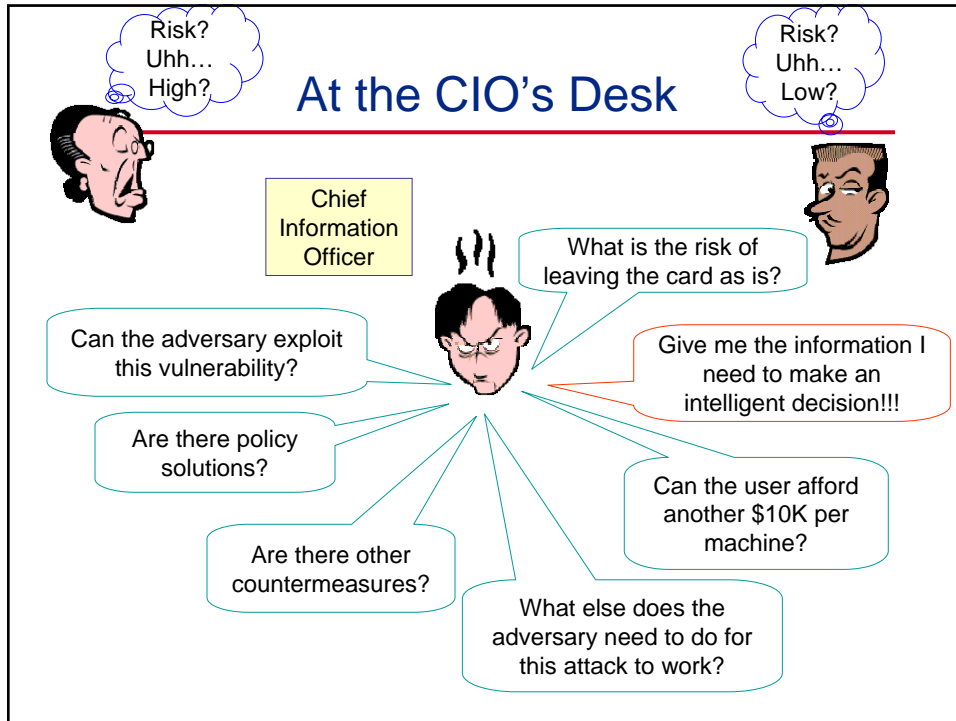 Risk?
Uhh…
High?
Risk?
Uhh…
Low?
At the CIO's Desk
Chief
Information
Officer
What is the risk of
leaving the card as is?
Can the adversary exploit
this vulnerability?
Give me the information I
need to make an
intelligent decision!!!
Are there policy
solutions?
Can the user afford
another $10K per
machine?
Are there other
countermeasures?
What else does the
adversary need to do for
this attack to work?